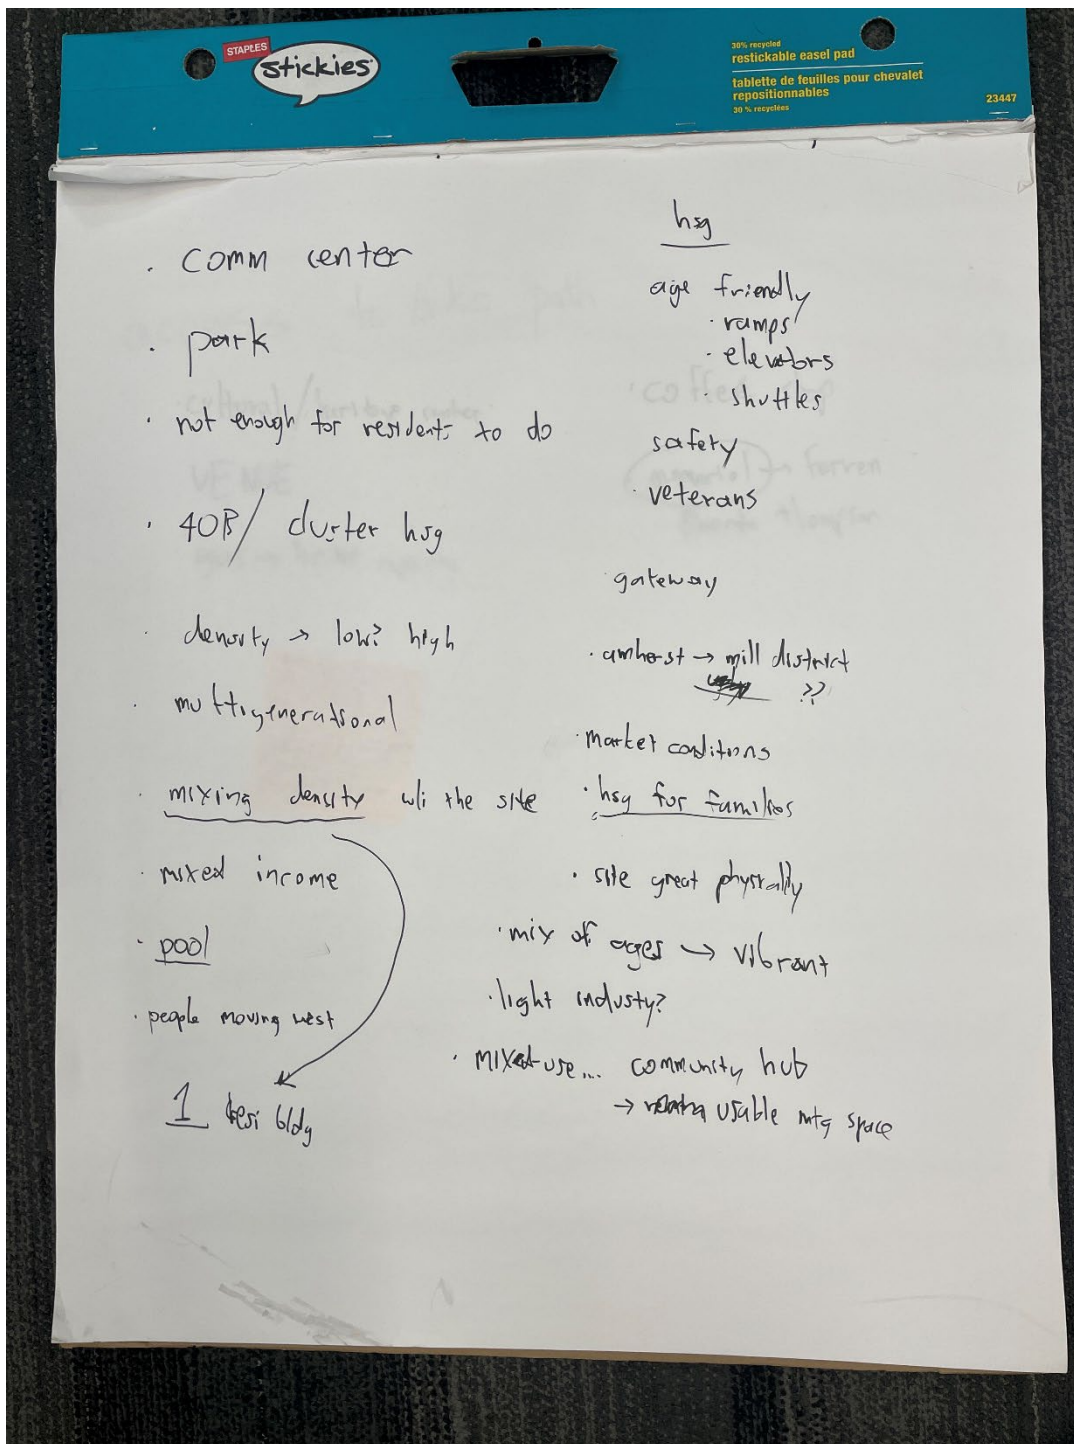 STAPLES
stickies
30% recycled
restickable easel pad
tablette de feuilles pour chevalet
repositionnables
30 % recyclées
23447
· comm center
· park
· not enough for residents to do
· 40B/ cluster hsg
· density → low? high
· multigenerational
· mixing density w/i the site
· mixed income
· pool
· people moving west
1 resi bldg
hsg
age friendly
· ramps
· elevators
· shuttles
safety
· veterans
· gateway
· amherst → mill district
??
· market conditions
· hsg for families
· site great physically
· mix of ages → vibrant
· light industy?
· mixed-use... community hub
→ usable mtg space
coffee
VENUE